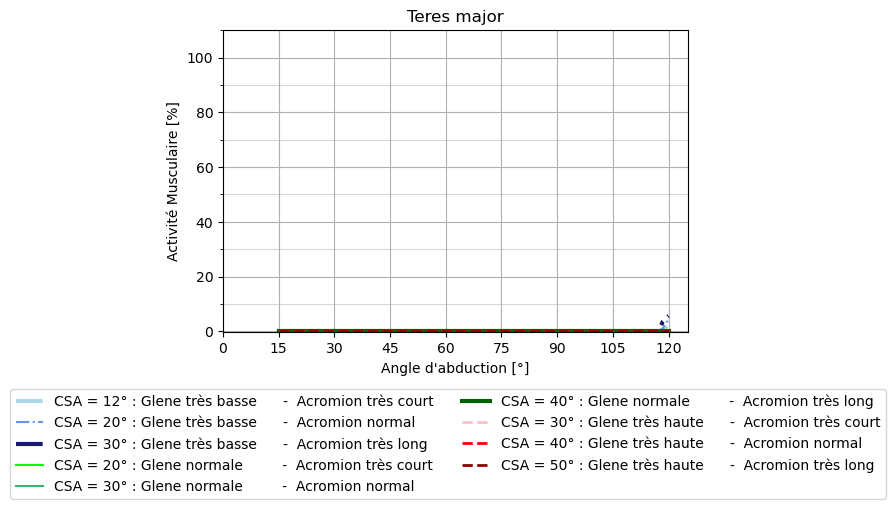 Teres major
Activité Musculaire [%]
100
80
60
40
20
0
0 15 30 45 60 75 90 105 120
Angle d'abduction [°]
CSA = 12° : Glene très basse - Acromion très court
CSA = 20° : Glene très basse - Acromion normal
CSA = 30° : Glene très basse - Acromion très long
CSA = 20° : Glene normale - Acromion très court
CSA = 30° : Glene normale - Acromion normal
CSA = 40° : Glene normale - Acromion très long
CSA = 30° : Glene très haute - Acromion très court
CSA = 40° : Glene très haute - Acromion normal
CSA = 50° : Glene très haute - Acromion très long